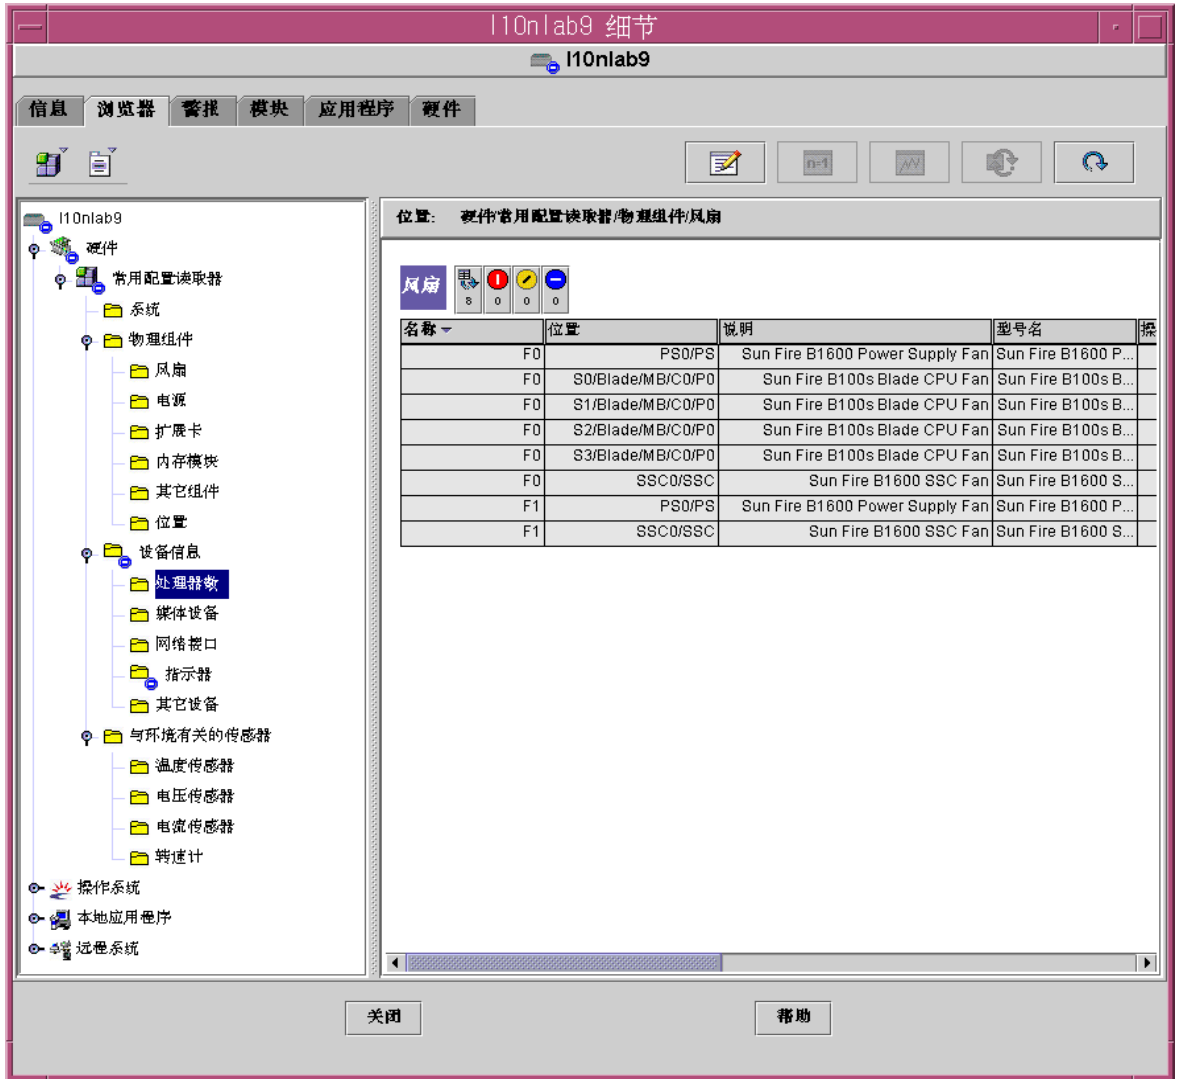 l10nlab9 细节
l10nlab9
信息 浏览器 警报 模块 应用程序 硬件
n=1
l10nlab9
硬件
常用配置读取器
系统
物理组件
风扇
电源
扩展卡
内存模块
其它组件
位置
设备信息
处理器数
媒体设备
网络接口
指示器
其它设备
与环境有关的传感器
温度传感器
电压传感器
电流传感器
转速计
操作系统
本地应用程序
远程系统
位置: 硬件/常用配置读取器/物理组件/风扇
风扇 8 0 0 0
名称 位置 说明 型号名 操
F0 PS0/PS Sun Fire B1600 Power Supply Fan Sun Fire B1600 P...
F0 S0/Blade/MB/C0/P0 Sun Fire B100s Blade CPU Fan Sun Fire B100s B...
F0 S1/Blade/MB/C0/P0 Sun Fire B100s Blade CPU Fan Sun Fire B100s B...
F0 S2/Blade/MB/C0/P0 Sun Fire B100s Blade CPU Fan Sun Fire B100s B...
F0 S3/Blade/MB/C0/P0 Sun Fire B100s Blade CPU Fan Sun Fire B100s B...
F0 SSC0/SSC Sun Fire B1600 SSC Fan Sun Fire B1600 S...
F1 PS0/PS Sun Fire B1600 Power Supply Fan Sun Fire B1600 P...
F1 SSC0/SSC Sun Fire B1600 SSC Fan Sun Fire B1600 S...
关闭 帮助